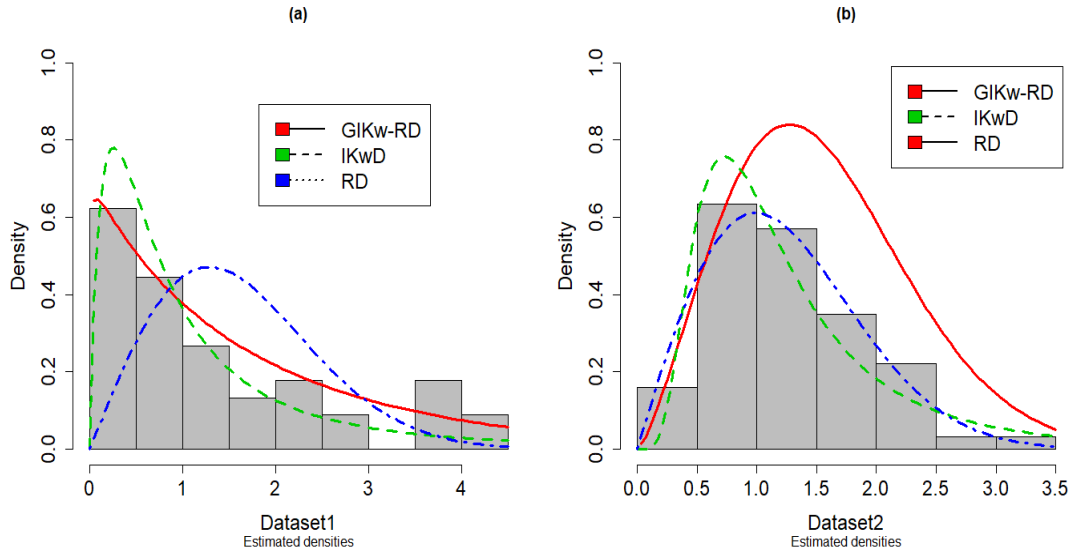 (a)
1.0
0.8
0.6
0.4
0.2
0.0
Density
GIKw-RD
IKwD
RD
0
1
2
3
4
Dataset1
Estimated densities
(b)
1.0
0.8
0.6
0.4
0.2
0.0
Density
GIKw-RD
IKwD
RD
0.0
0.5
1.0
1.5
2.0
2.5
3.0
3.5
Dataset2
Estimated densities